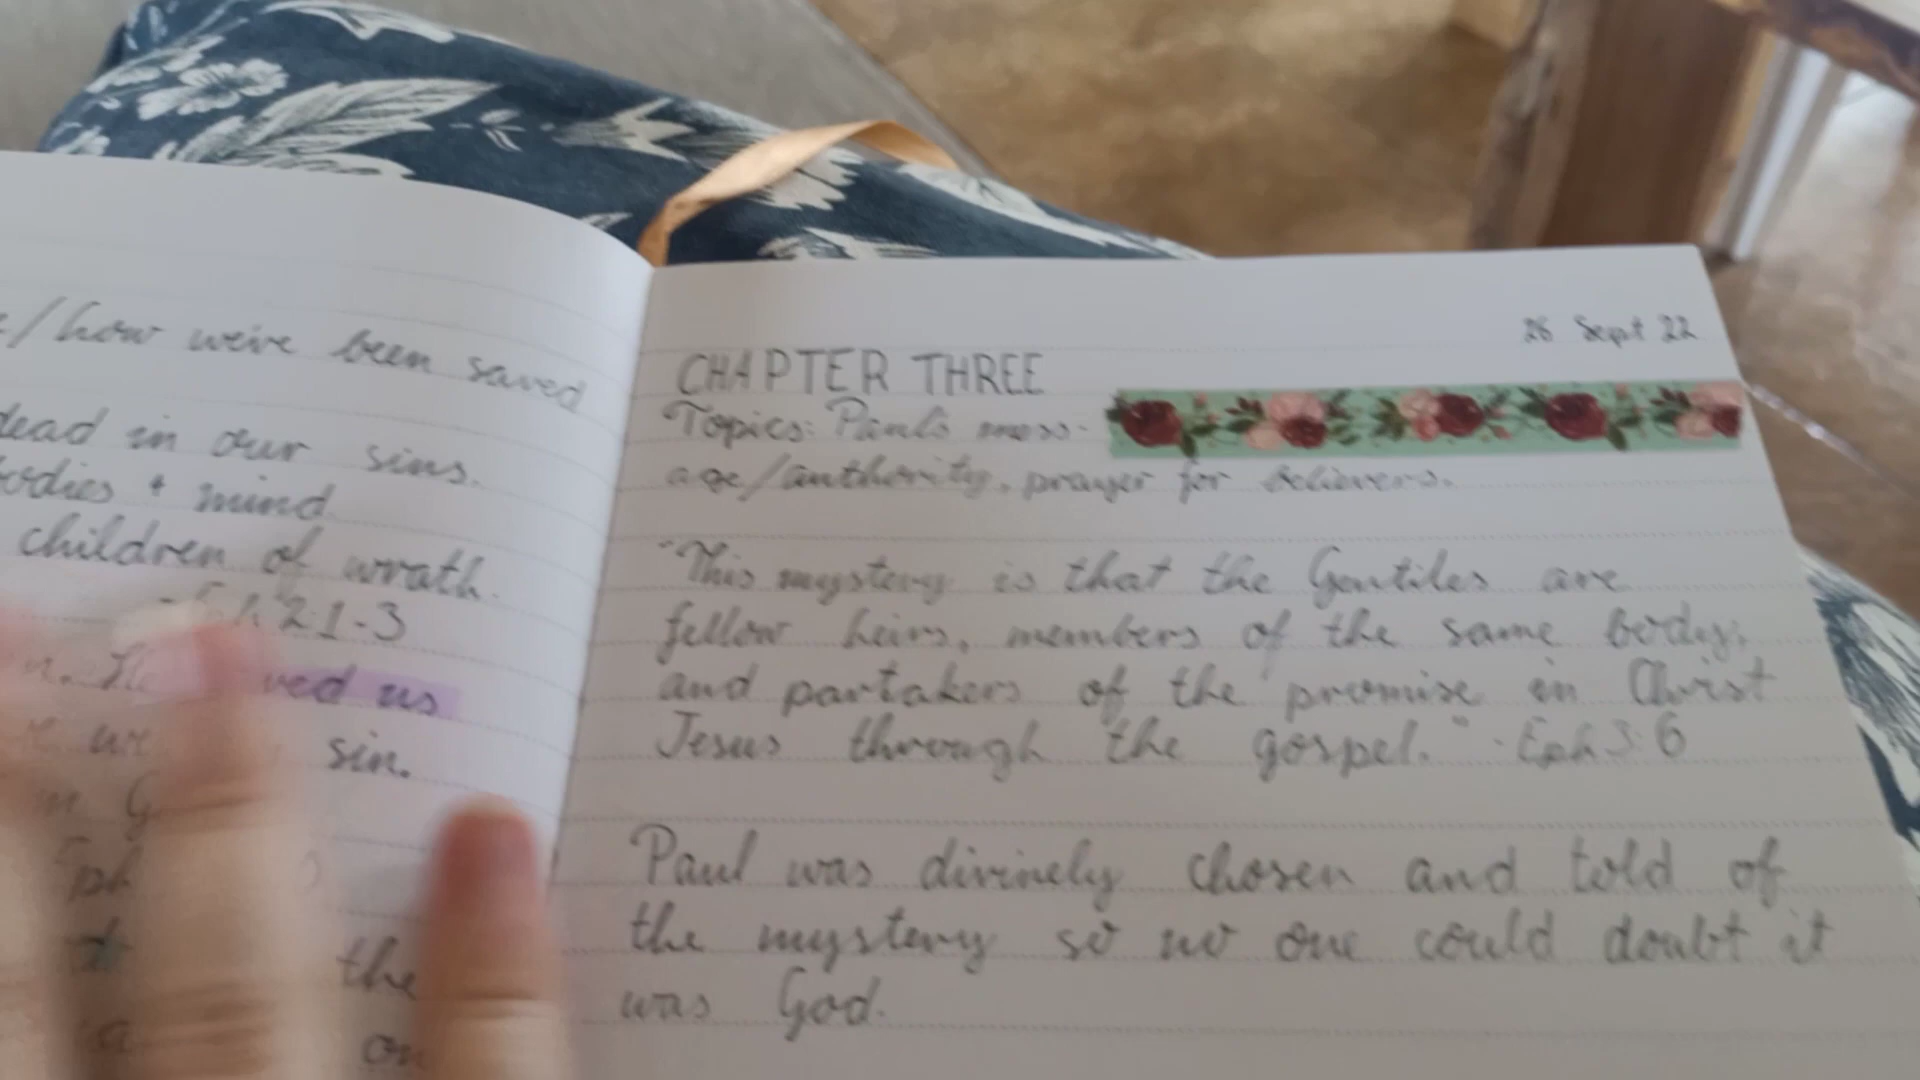 /how we've been saved
dead in our sins.
bodies + mind
children of wrath.
2:1-3
ved us
sin.
the
on
26 Sept 22
CHAPTER THREE
Topics: Paul's mess-
age/authority, prayer for believers.
"This mystery is that the Gentiles are
fellow heirs, members of the same body,
and partakers of the promise in Christ
Jesus through the gospel." - Eph 3:6
Paul was divinely chosen and told of
the mystery so no one could doubt it
was God.